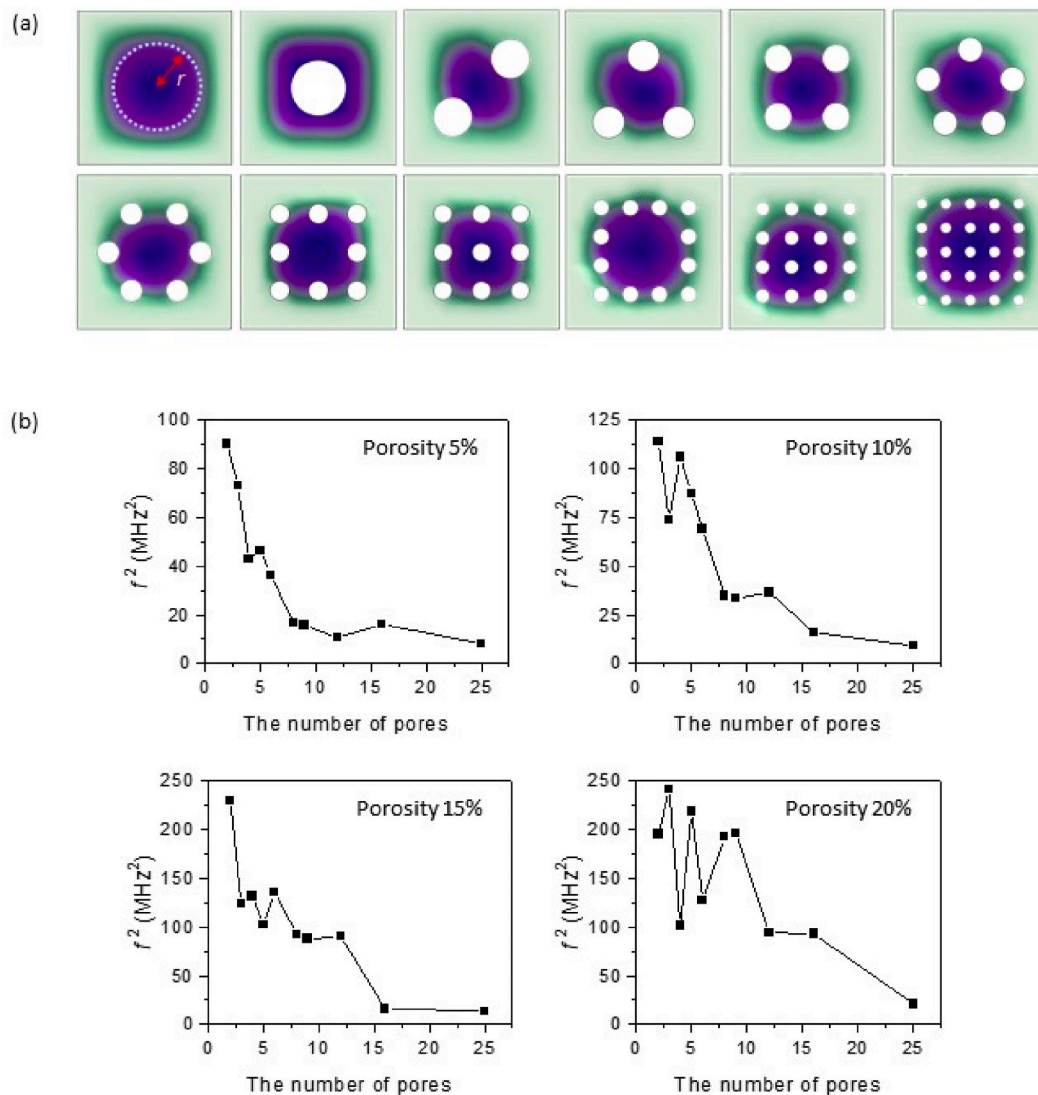 (a)
r
(b)
100
80
60
40
20
0
f² (MHz²)
Porosity 5%
0 5 10 15 20 25
The number of pores
125
100
75
50
25
0
f² (MHz²)
Porosity 10%
0 5 10 15 20 25
The number of pores
250
200
150
100
50
0
f² (MHz²)
Porosity 15%
0 5 10 15 20 25
The number of pores
250
200
150
100
50
0
f² (MHz²)
Porosity 20%
0 5 10 15 20 25
The number of pores